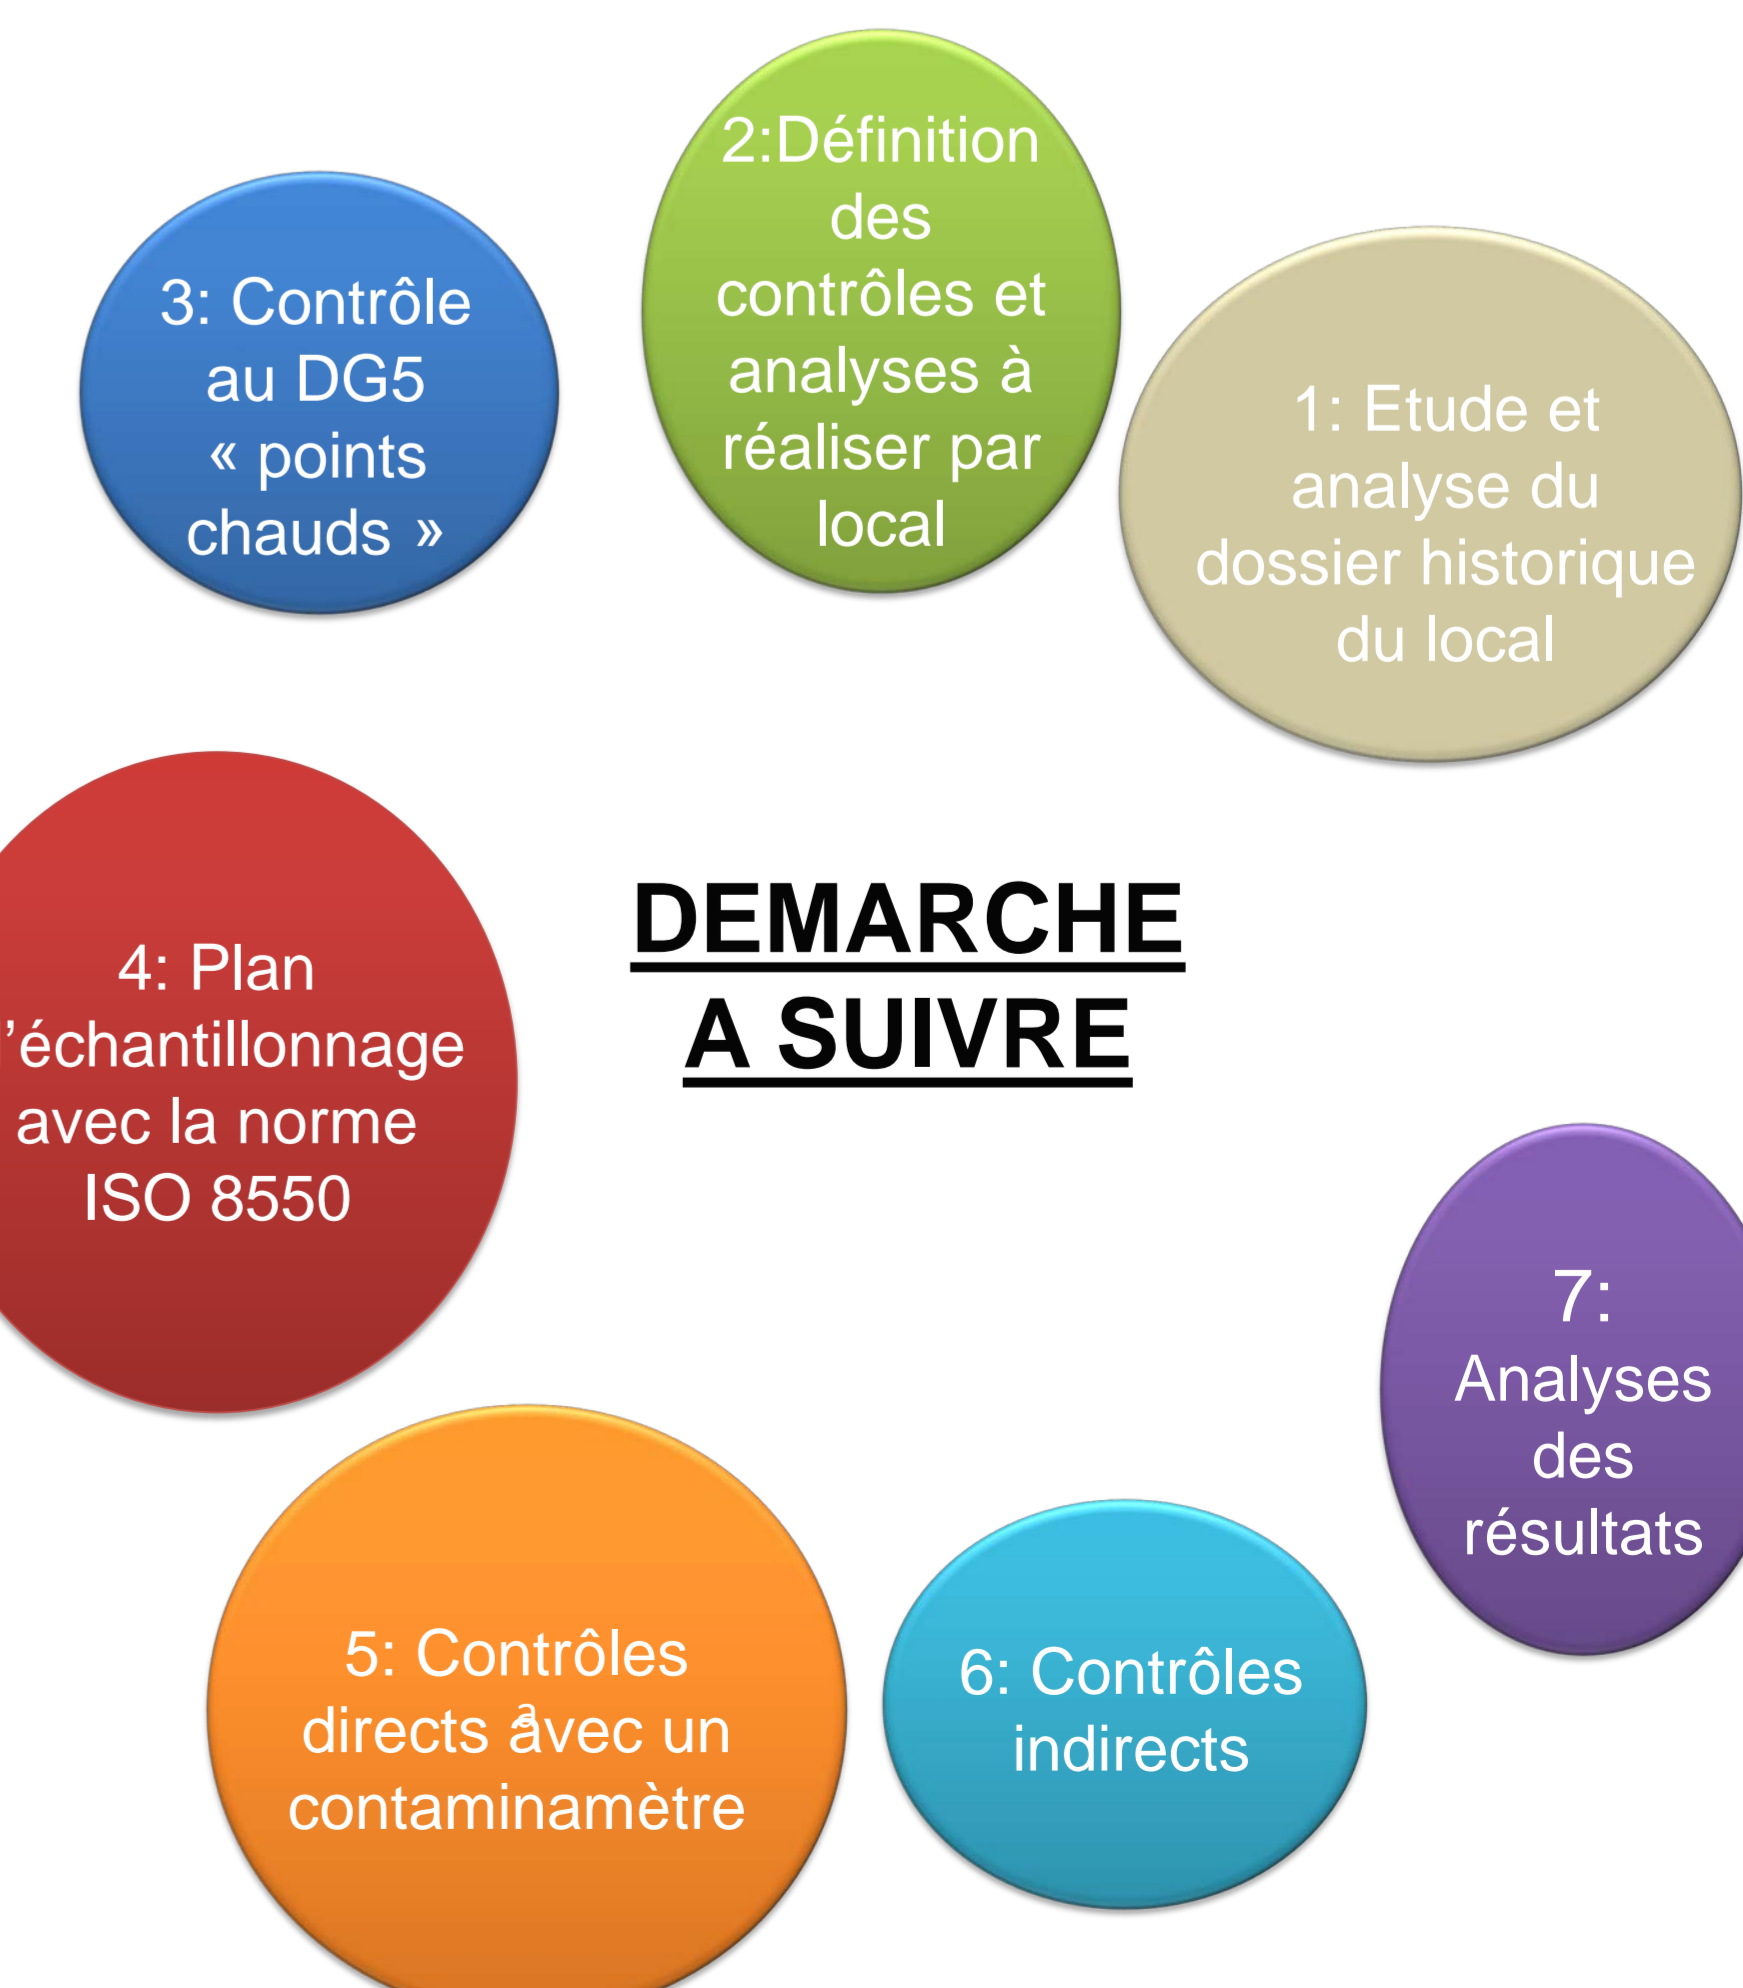 2:Définition
des
contrôles et
analyses à
réaliser par
local
3: Contrôle
au DG5
« points
chauds »
1: Etude et
analyse du
dossier historique
du local
DEMARCHE
A SUIVRE
4: Plan
'échantillonnage
avec la norme
ISO 8550
7:
Analyses
des
résultats
5: Contrôles
directs avec un
contaminamètre
a
6: Contrôles
indirects